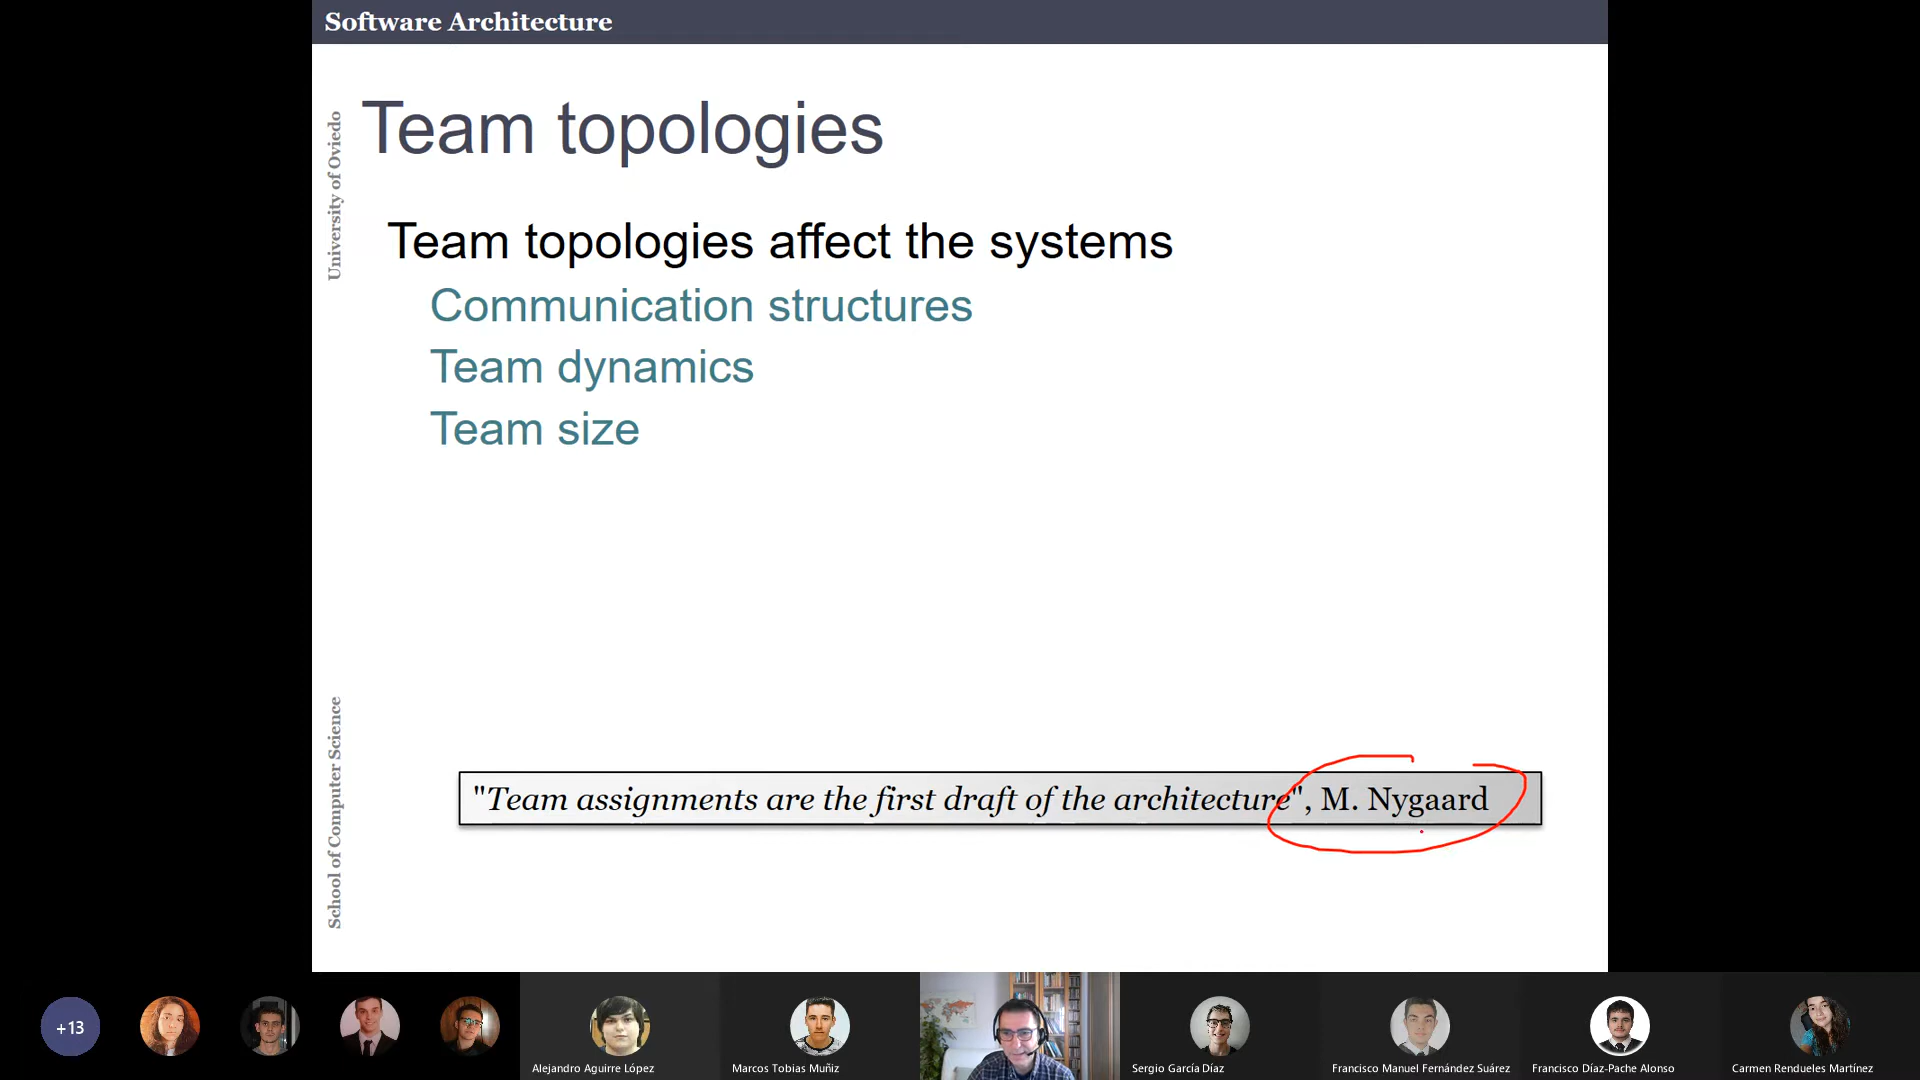 Software Architecture
University of Oviedo
Team topologies
Team topologies affect the systems
Communication structures
Team dynamics
Team size
School of Computer Science
"Team assignments are the first draft of the architecture", M. Nygaard
+13
Alejandro Aguirre López
Marcos Tobias Muñiz
Sergio García Díaz
Francisco Manuel Fernández Suárez
Francisco Díaz-Pache Alonso
Carmen Rendueles Martínez